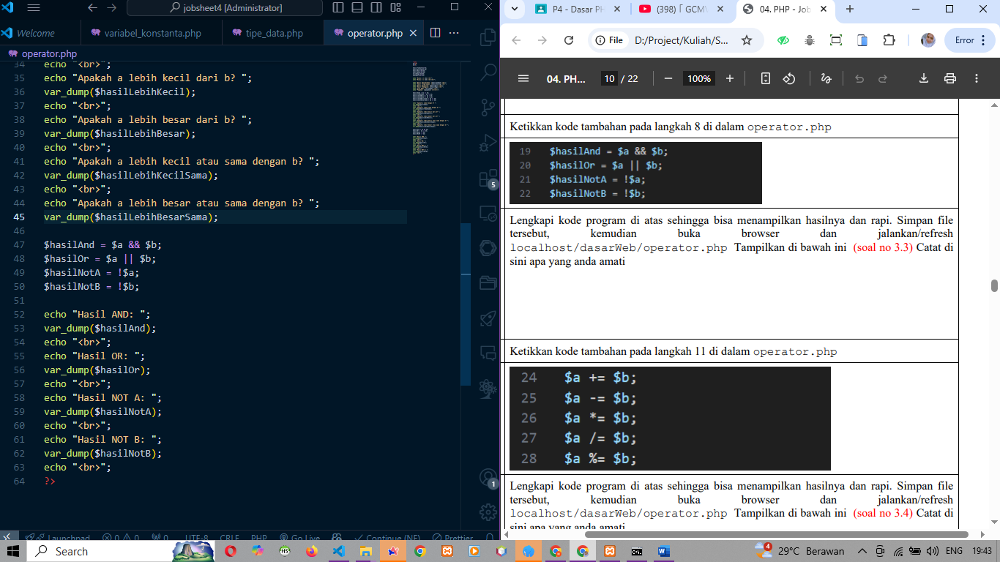 jobsheet4 [Administrator]
Welcome
variabel_konstanta.php
tipe_data.php
operator.php
operator.php
34 echo "<br>";
35 echo "Apakah a lebih kecil dari b? ";
36 var_dump($hasilLebihKecil);
37 echo "<br>";
38 echo "Apakah a lebih besar dari b? ";
39 var_dump($hasilLebihBesar);
40 echo "<br>";
41 echo "Apakah a lebih kecil atau sama dengan b? ";
42 var_dump($hasilLebihKecilSama);
43 echo "<br>";
44 echo "Apakah a lebih besar atau sama dengan b? ";
45 var_dump($hasilLebihBesarSama);
46
47 $hasilAnd = $a && $b;
48 $hasilOr = $a || $b;
49 $hasilNotA = !$a;
50 $hasilNotB = !$b;
51
52 echo "Hasil AND: ";
53 var_dump($hasilAnd);
54 echo "<br>";
55 echo "Hasil OR: ";
56 var_dump($hasilOr);
57 echo "<br>";
58 echo "Hasil NOT A: ";
59 var_dump($hasilNotA);
60 echo "<br>";
61 echo "Hasil NOT B: ";
62 var_dump($hasilNotB);
63 echo "<br>";
64 ?>
5
1
Launchpad 0 0 0 UTF-8 CRLF PHP Go Live Continue (NE) Prettier
P4 - Dasar PH
(398) 「 GCMV
04. PHP - Job
File D:/Project/Kuliah/S...
Error
04. PH... 10 / 22 100%
Ketikkan kode tambahan pada langkah 8 di dalam operator.php
19 $hasilAnd = $a && $b;
20 $hasilOr = $a || $b;
21 $hasilNotA = !$a;
22 $hasilNotB = !$b;
Lengkapi kode program di atas sehingga bisa menampilkan hasilnya dan rapi. Simpan file
tersebut, kemudian buka browser dan jalankan/refresh
localhost/dasarWeb/operator.php Tampilkan di bawah ini (soal no 3.3) Catat di
sini apa yang anda amati
Ketikkan kode tambahan pada langkah 11 di dalam operator.php
24 $a += $b;
25 $a -= $b;
26 $a *= $b;
27 $a /= $b;
28 $a %= $b;
Lengkapi kode program di atas sehingga bisa menampilkan hasilnya dan rapi. Simpan file
tersebut, kemudian buka browser dan jalankan/refresh
localhost/dasarWeb/operator.php Tampilkan di bawah ini (soal no 3.4) Catat di
sini apa yang anda amati
Search
4
29°C Berawan
ENG 19:43